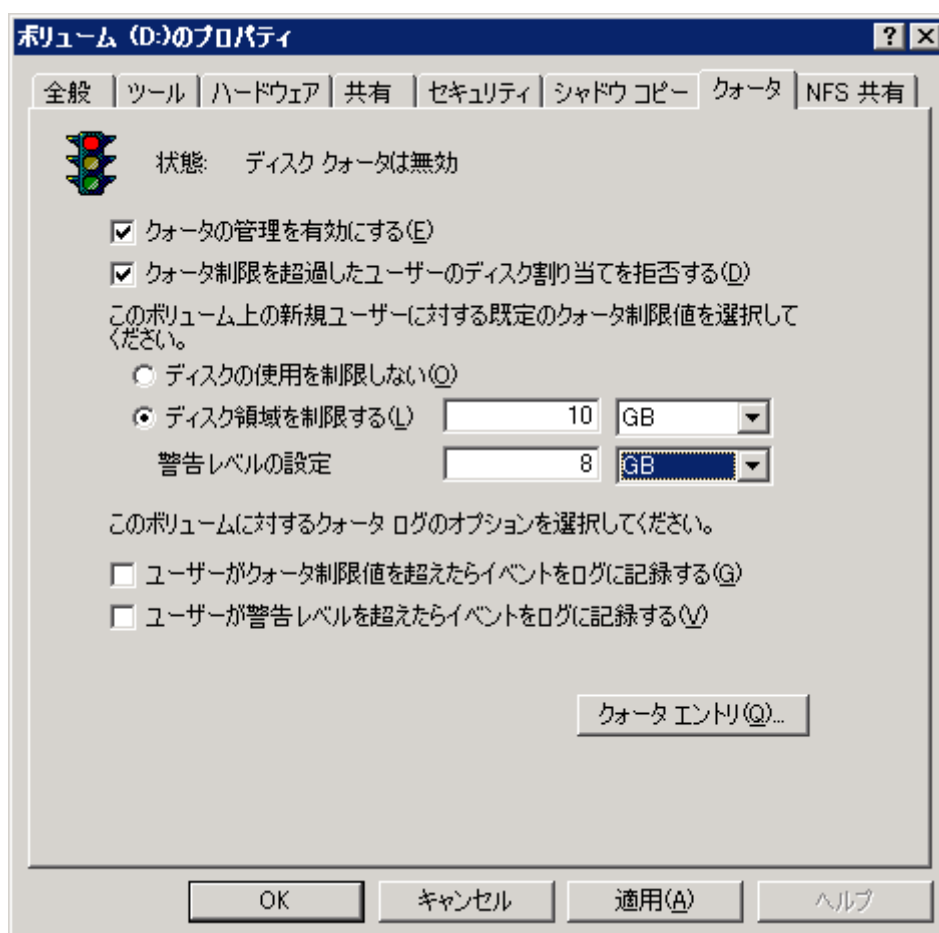 ボリューム (D:)のプロパティ
全般 ツール ハードウェア 共有 セキュリティ シャドウ コピー クォータ NFS 共有
状態: ディスク クォータは無効
クォータの管理を有効にする(E)
クォータ制限を超過したユーザーのディスク割り当てを拒否する(D)
このボリューム上の新規ユーザーに対する既定のクォータ制限値を選択して
ください。
ディスクの使用を制限しない(O)
ディスク領域を制限する(L) 10 GB
警告レベルの設定 8 GB
このボリュームに対するクォータ ログのオプションを選択してください。
ユーザーがクォータ制限値を超えたらイベントをログに記録する(G)
ユーザーが警告レベルを超えたらイベントをログに記録する(V)
クォータ エントリ(Q)...
OK キャンセル 適用(A) ヘルプ